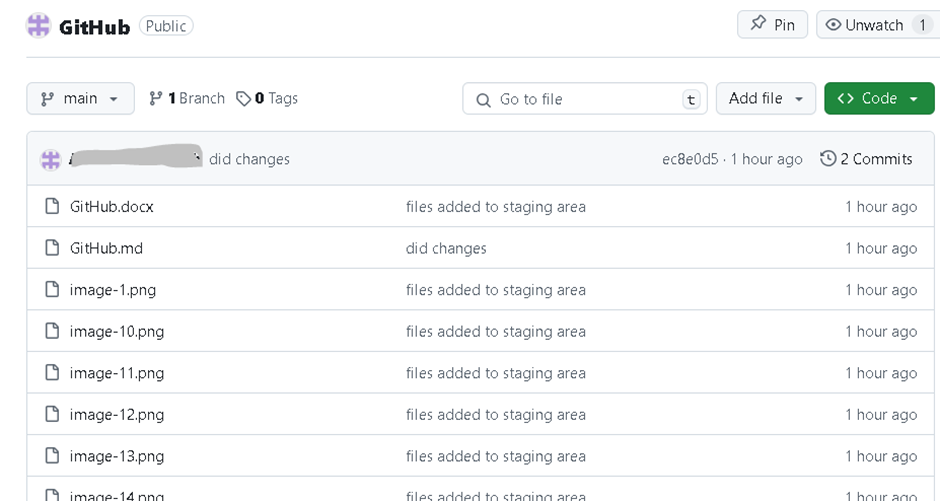 GitHub Public Pin Unwatch 1
main 1 Branch 0 Tags Go to file t Add file Code
did changes ec8e0d5 · 1 hour ago 2 Commits
GitHub.docx files added to staging area 1 hour ago
GitHub.md did changes 1 hour ago
image-1.png files added to staging area 1 hour ago
image-10.png files added to staging area 1 hour ago
image-11.png files added to staging area 1 hour ago
image-12.png files added to staging area 1 hour ago
image-13.png files added to staging area 1 hour ago
image-14.png files added to staging area 1 hour ago